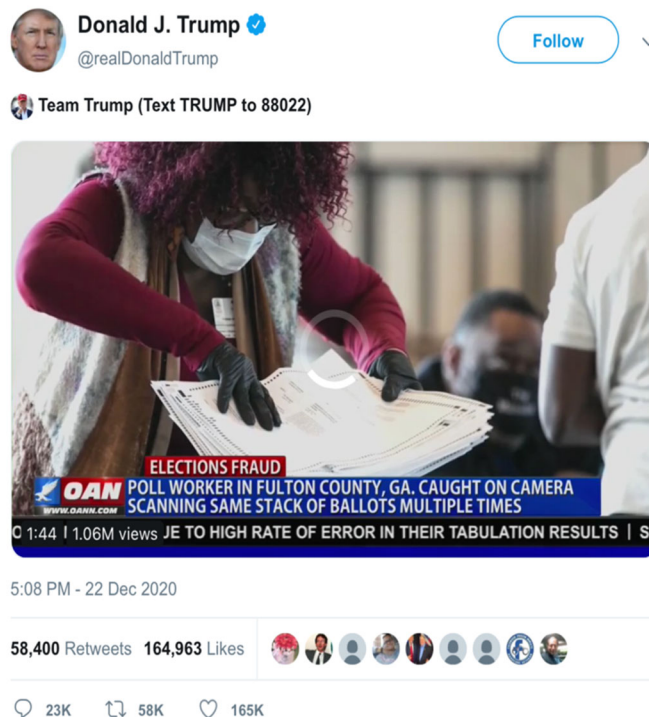 Donald J. Trump
@realDonaldTrump
Follow
Team Trump (Text TRUMP to 88022)
ELECTIONS FRAUD
OAN
WWW.OANN.COM
POLL WORKER IN FULTON COUNTY, GA. CAUGHT ON CAMERA
SCANNING SAME STACK OF BALLOTS MULTIPLE TIMES
1:44 | 1.06M views JE TO HIGH RATE OF ERROR IN THEIR TABULATION RESULTS | S
5:08 PM - 22 Dec 2020
58,400 Retweets 164,963 Likes
23K 58K 165K